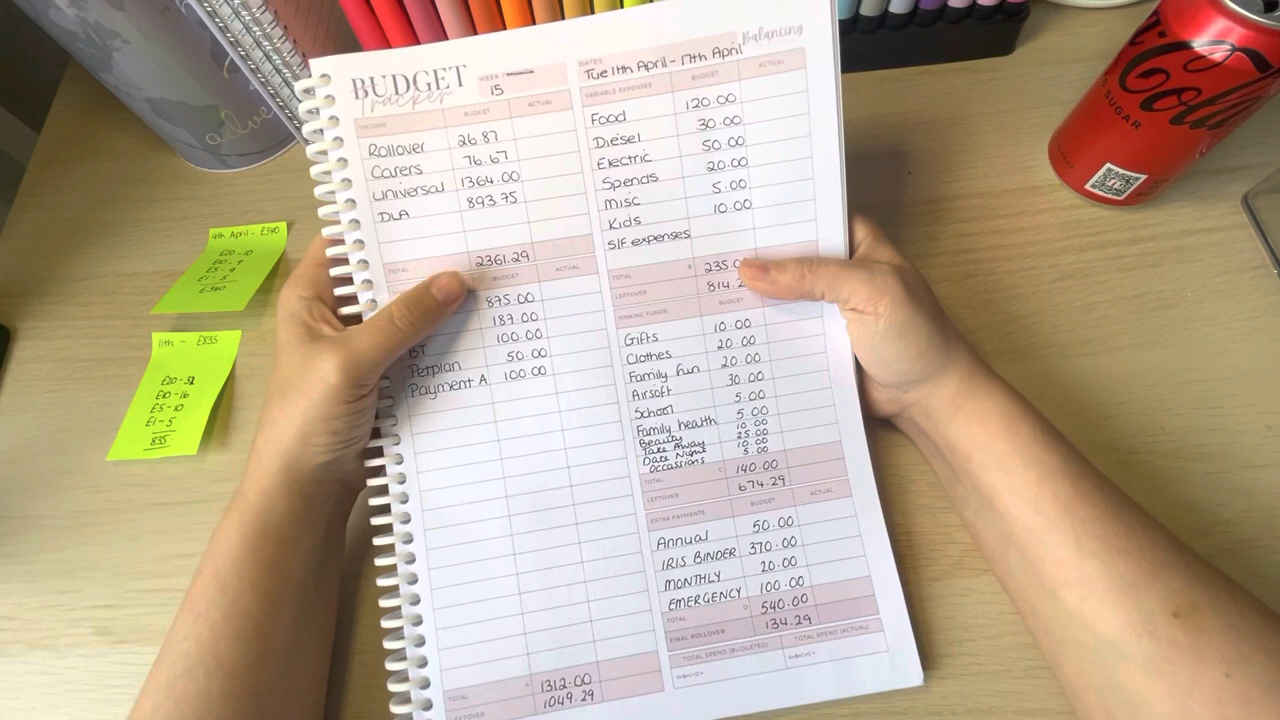 BUDGET
Tracker
WEEK
15
INCOME BUDGET ACTUAL
Rollover 26.87
Carers 76.67
Universal 1364.00
DLA 893.75
TOTAL 2361.29
BUDGET ACTUAL
875.00
187.00
BT 100.00
Petplan 50.00
Payment A 100.00
TOTAL A 1312.00
LEFTOVER 1049.29
Balancing
DATES
Tue 11th April - 17th April
VARIABLE EXPENSES BUDGET ACTUAL
Food 120.00
Diesel 30.00
Electric 50.00
Spends 20.00
misc 5.00
Kids 10.00
S/F expenses
TOTAL B 235.0
LEFTOVER 814.2
SINKING FUNDS BUDGET
Gifts 10.00
Clothes 20.00
Family fun 20.00
Airsoft 30.00
School 5.00
Family health 5.00
Beauty 10.00
Take Away 25.00
Date Night 10.00
Occassions 5.00
TOTAL C 140.00
LEFTOVER 674.29
EXTRA PAYMENTS BUDGET ACTUAL
Annual 50.00
IRIS BINDER 370.00
MONTHLY 20.00
EMERGENCY 100.00
TOTAL D 540.00
FINAL ROLLOVER 134.29
TOTAL SPEND (BUDGETED) TOTAL SPEND (ACTUAL)
A+B+C+D = A+B+C+D =
4th April - £340
£20-10
£10-9
£5-9
£1-5
£340
11th - £835
£10-16
£5-10
£1-5
835
Coca
SUGAR